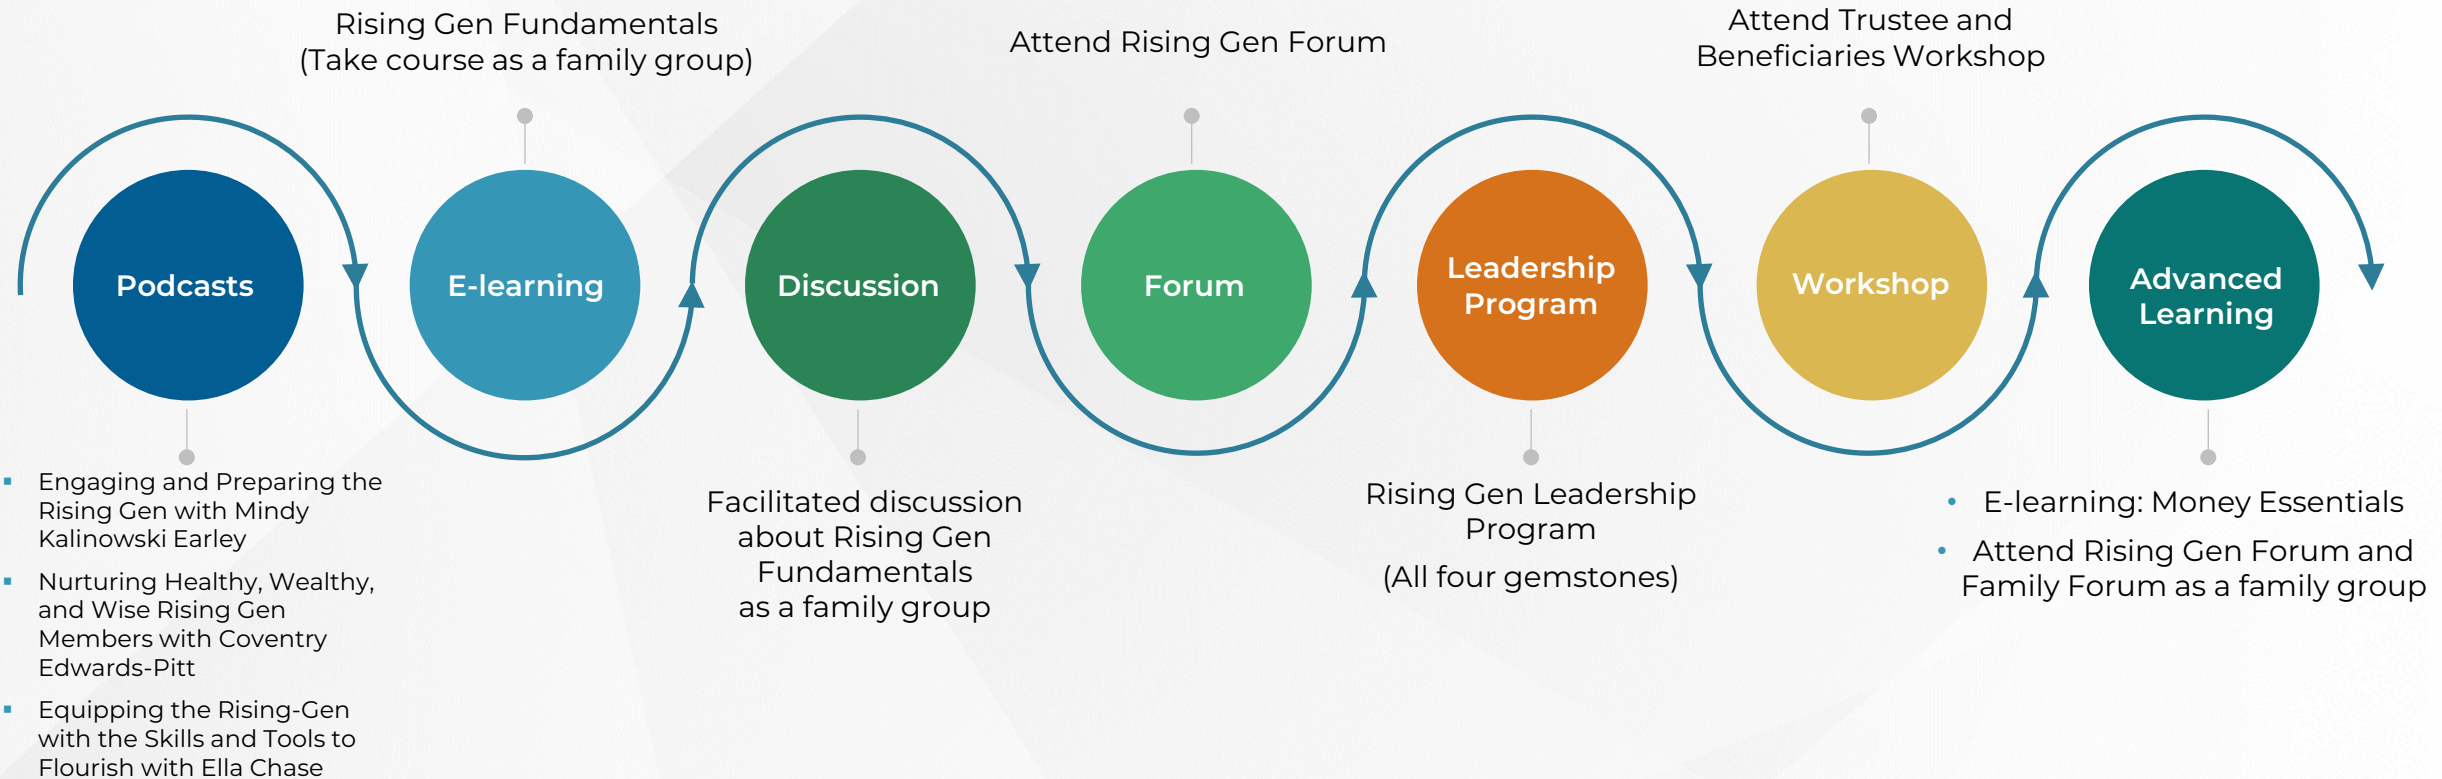 Rising Gen Fundamentals
(Take course as a family group)
Attend Rising Gen Forum
Attend Trustee and
Beneficiaries Workshop
Podcasts
E-learning
Discussion
Forum
Leadership
Program
Workshop
Advanced
Learning
▪ Engaging and Preparing the
Rising Gen with Mindy
Kalinowski Earley
▪ Nurturing Healthy, Wealthy,
and Wise Rising Gen
Members with Coventry
Edwards-Pitt
▪ Equipping the Rising-Gen
with the Skills and Tools to
Flourish with Ella Chase
Facilitated discussion
about Rising Gen
Fundamentals
as a family group
Rising Gen Leadership
Program
(All four gemstones)
• E-learning: Money Essentials
• Attend Rising Gen Forum and
Family Forum as a family group